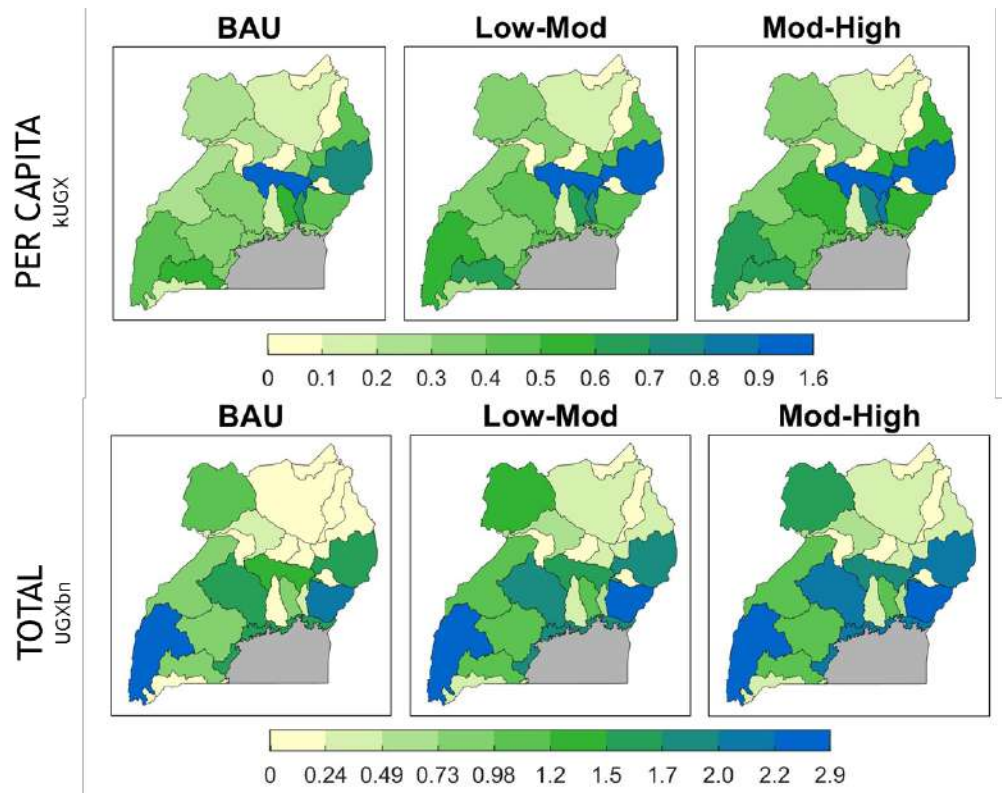 BAU Low-Mod Mod-High
PER CAPITA
kUGX
0 0.1 0.2 0.3 0.4 0.5 0.6 0.7 0.8 0.9 1.6
BAU Low-Mod Mod-High
TOTAL
UGXbn
0 0.24 0.49 0.73 0.98 1.2 1.5 1.7 2.0 2.2 2.9